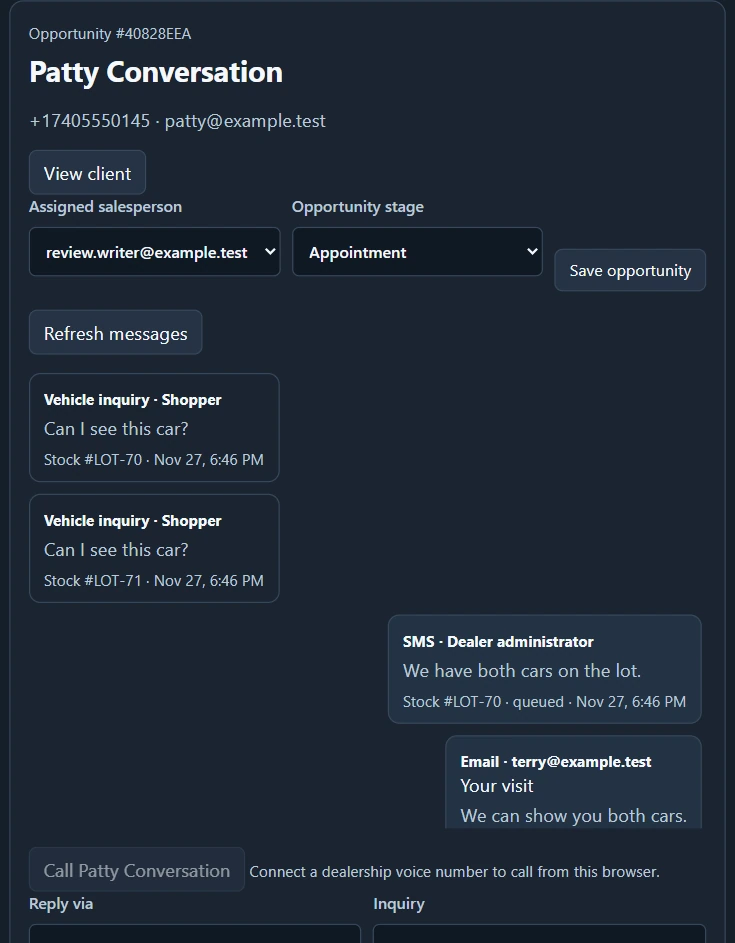 Opportunity #40828EEA
Patty Conversation
+17405550145 · patty@example.test
View client
Assigned salesperson
Opportunity stage
review.writer@example.test
Appointment
Save opportunity
Refresh messages
Vehicle inquiry · Shopper
Can I see this car?
Stock #LOT-70 · Nov 27, 6:46 PM
Vehicle inquiry · Shopper
Can I see this car?
Stock #LOT-71 · Nov 27, 6:46 PM
SMS · Dealer administrator
We have both cars on the lot.
Stock #LOT-70 · queued · Nov 27, 6:46 PM
Email · terry@example.test
Your visit
We can show you both cars.
Call Patty Conversation
Connect a dealership voice number to call from this browser.
Reply via
Inquiry